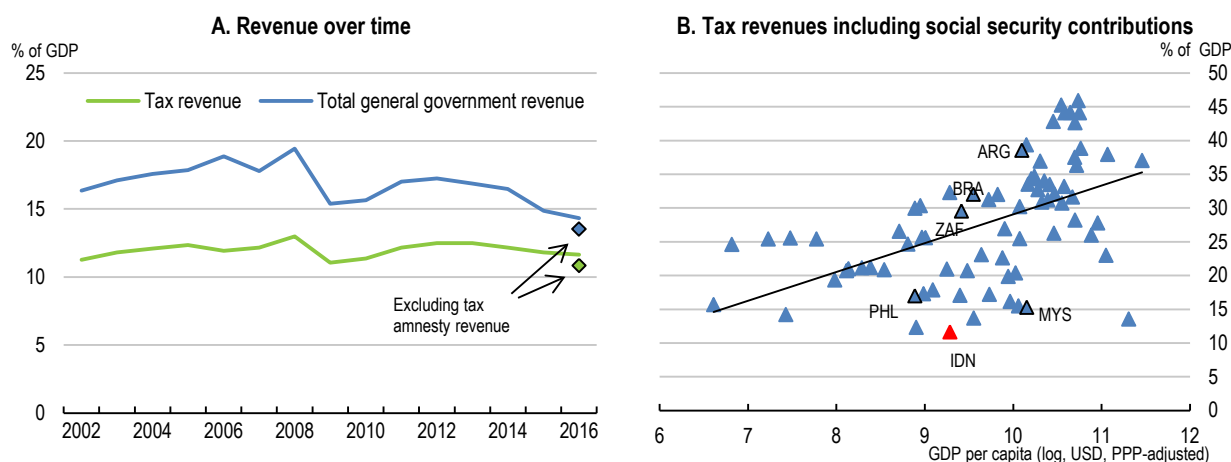 A. Revenue over time
% of GDP
25
20
15
10
5
0
Tax revenue
Total general government revenue
Excluding tax
amnesty revenue
2002 2004 2006 2008 2010 2012 2014 2016
B. Tax revenues including social security contributions
% of GDP
50
45
40
35
30
25
20
15
10
5
0
ARG
BRA
ZAF
PHL
MYS
IDN
6 7 8 9 10 11 12
GDP per capita (log, USD, PPP-adjusted)